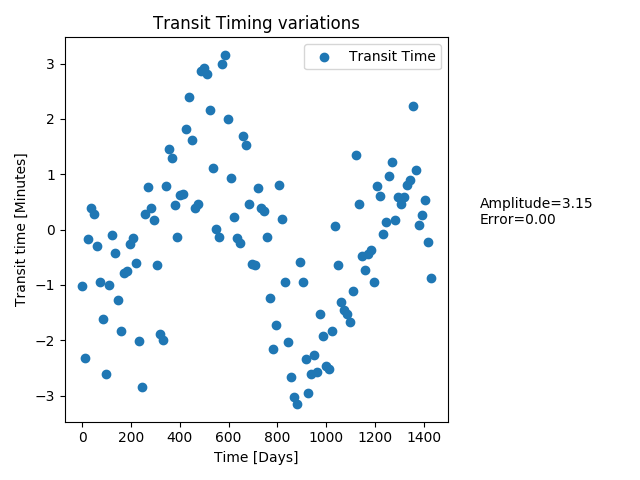 Transit Timing variations
Transit Time
Transit time [Minutes]
3
2
1
0
−1
−2
−3
0
200
400
600
800
1000
1200
1400
Time [Days]
Amplitude=3.15
Error=0.00